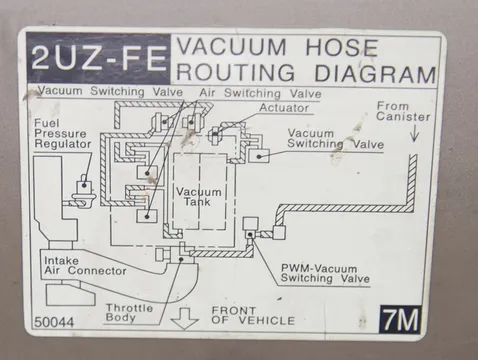 2UZ-FE
VACUUM HOSE
ROUTING DIAGRAM
Vacuum Switching Valve
Air Switching Valve
Actuator
From
Canister
Fuel
Pressure
Regulator
Vacuum
Switching Valve
Vacuum
Tank
Intake
Air Connector
PWM-Vacuum
Switching Valve
Throttle
Body
FRONT
OF VEHICLE
50044
7M